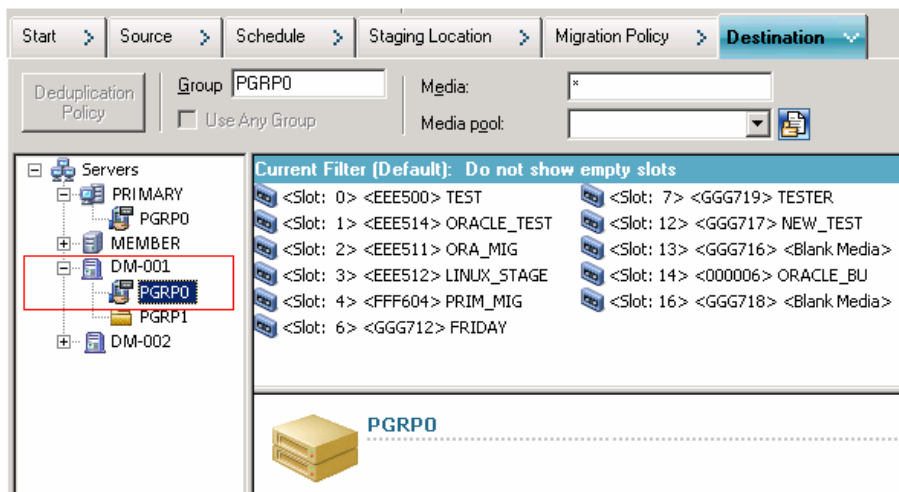 Start Source Schedule Staging Location Migration Policy Destination
Deduplication Policy
Group PGRP0
Use Any Group
Media: *
Media pool:
Servers
PRIMARY
PGRP0
MEMBER
DM-001
PGRP0
PGRP1
DM-002
Current Filter (Default): Do not show empty slots
<Slot: 0> <EEE500> TEST
<Slot: 1> <EEE514> ORACLE_TEST
<Slot: 2> <EEE511> ORA_MIG
<Slot: 3> <EEE512> LINUX_STAGE
<Slot: 4> <FFF604> PRIM_MIG
<Slot: 6> <GGG712> FRIDAY
<Slot: 7> <GGG719> TESTER
<Slot: 12> <GGG717> NEW_TEST
<Slot: 13> <GGG716> <Blank Media>
<Slot: 14> <000006> ORACLE_BU
<Slot: 16> <GGG718> <Blank Media>
PGRP0